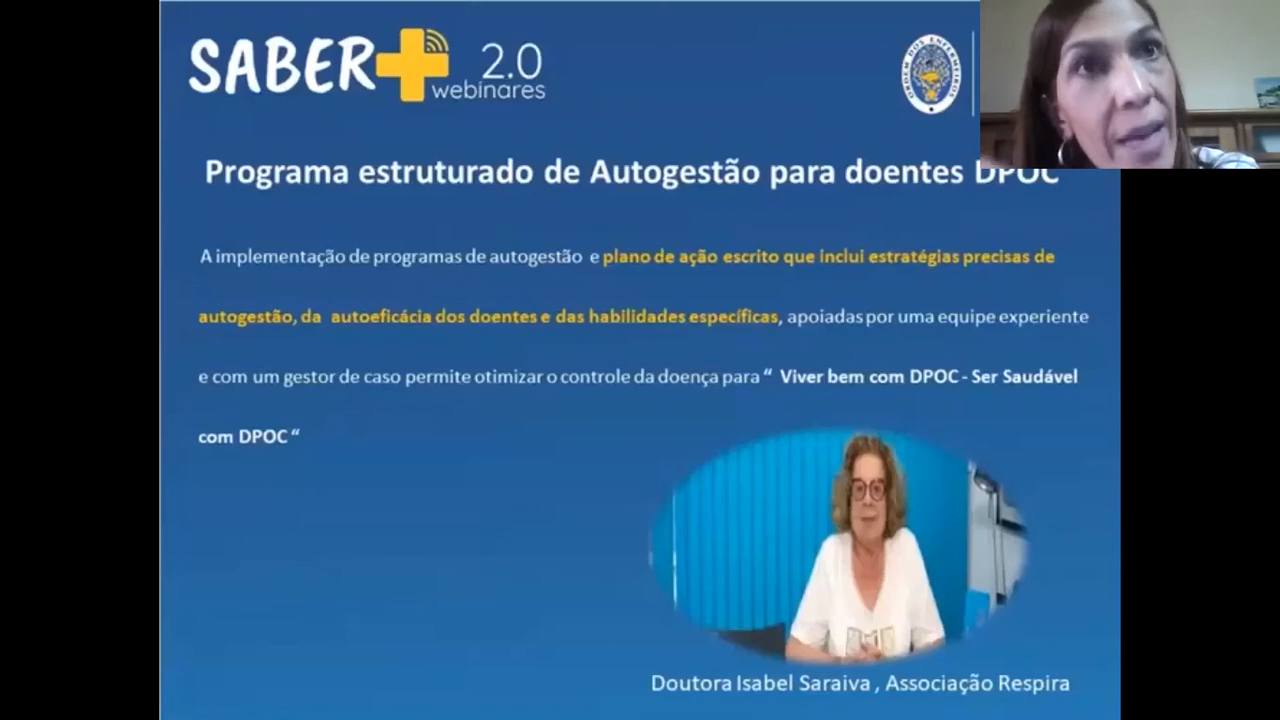 SABER+ 2.0
webinares
ORDEM DOS ENFERMEIROS
Programa estruturado de Autogestão para doentes DPOC
A implementação de programas de autogestão e plano de ação escrito que inclui estratégias precisas de
autogestão, da autoeficácia dos doentes e das habilidades específicas, apoiadas por uma equipe experiente
e com um gestor de caso permite otimizar o controle da doença para “ Viver bem com DPOC - Ser Saudável
com DPOC “
Doutora Isabel Saraiva , Associação Respira